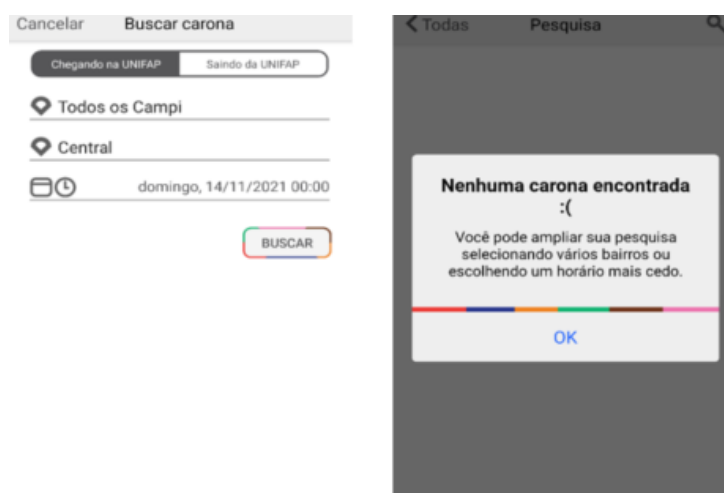 Cancelar Buscar carona
Chegando na UNIFAP Saindo da UNIFAP
Todos os Campi
Central
domingo, 14/11/2021 00:00
BUSCAR
Todas Pesquisa
Nenhuma carona encontrada
:(
Você pode ampliar sua pesquisa
selecionando vários bairros ou
escolhendo um horário mais cedo.
OK